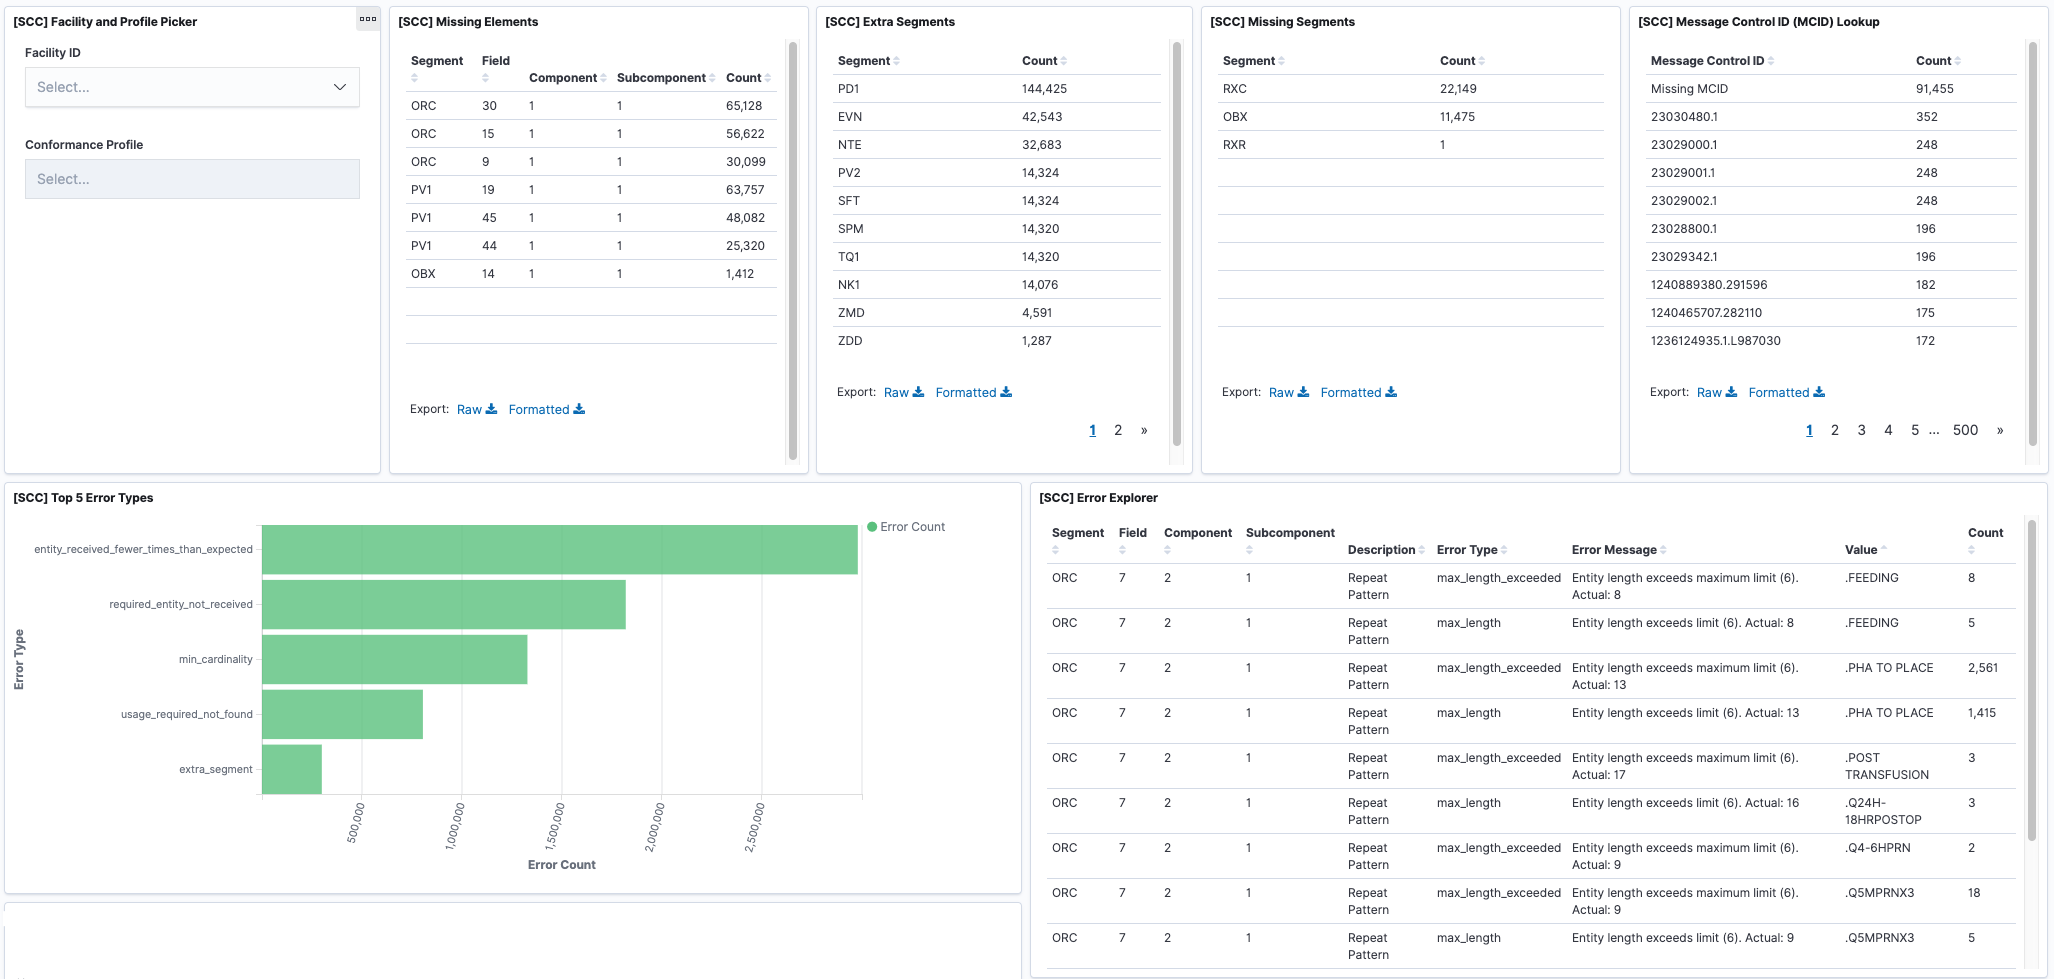 [SCC] Facility and Profile Picker
Facility ID
Select...
Conformance Profile
Select...
[SCC] Missing Elements
Segment Field Component Subcomponent Count
ORC 30 1 1 65,128
ORC 15 1 1 56,622
ORC 9 1 1 30,099
PV1 19 1 1 63,757
PV1 45 1 1 48,082
PV1 44 1 1 25,320
OBX 14 1 1 1,412
Export: Raw Formatted
[SCC] Extra Segments
Segment Count
PD1 144,425
EVN 42,543
NTE 32,683
PV2 14,324
SFT 14,324
SPM 14,320
TQ1 14,320
NK1 14,076
ZMD 4,591
ZDD 1,287
Export: Raw Formatted
1 2 »
[SCC] Missing Segments
Segment Count
RXC 22,149
OBX 11,475
RXR 1
Export: Raw Formatted
[SCC] Message Control ID (MCID) Lookup
Message Control ID Count
Missing MCID 91,455
23030480.1 352
23029000.1 248
23029001.1 248
23029002.1 248
23028800.1 196
23029342.1 196
1240889380.291596 182
1240465707.282110 175
1236124935.1.L987030 172
Export: Raw Formatted
1 2 3 4 5 ... 500 »
[SCC] Top 5 Error Types
Error Type
entity_received_fewer_times_than_expected
required_entity_not_received
min_cardinality
usage_required_not_found
extra_segment
500,000 1,000,000 1,500,000 2,000,000 2,500,000
Error Count
Error Count
[SCC] Error Explorer
Segment Field Component Subcomponent Description Error Type Error Message Value Count
ORC 7 2 1 Repeat max_length_exceeded Entity length exceeds maximum limit (6). .FEEDING 8
Pattern Actual: 8
ORC 7 2 1 Repeat max_length Entity length exceeds limit (6). Actual: 8 .FEEDING 5
Pattern
ORC 7 2 1 Repeat max_length_exceeded Entity length exceeds maximum limit (6). .PHA TO PLACE 2,561
Pattern Actual: 13
ORC 7 2 1 Repeat max_length Entity length exceeds limit (6). Actual: 13 .PHA TO PLACE 1,415
Pattern
ORC 7 2 1 Repeat max_length_exceeded Entity length exceeds maximum limit (6). .POST 3
Pattern Actual: 17 TRANSFUSION
ORC 7 2 1 Repeat max_length Entity length exceeds limit (6). Actual: 16 .Q24H- 3
Pattern 18HRPOSTOP
ORC 7 2 1 Repeat max_length_exceeded Entity length exceeds maximum limit (6). .Q4-6HPRN 2
Pattern Actual: 9
ORC 7 2 1 Repeat max_length_exceeded Entity length exceeds maximum limit (6). .Q5MPRNX3 18
Pattern Actual: 9
ORC 7 2 1 Repeat max_length Entity length exceeds limit (6). Actual: 9 .Q5MPRNX3 5
Pattern